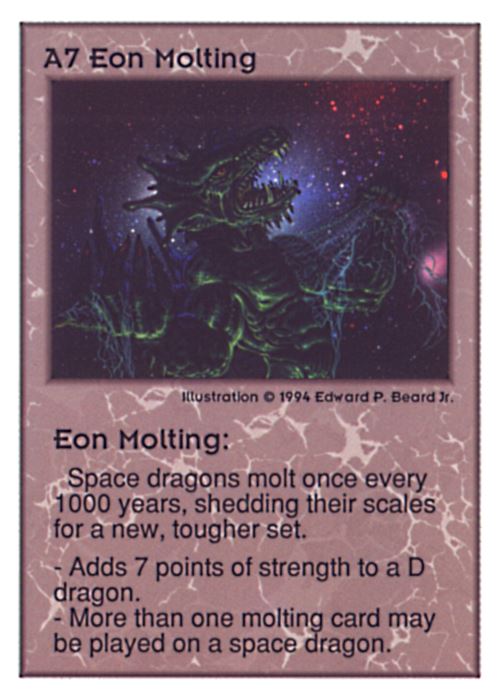 A7 Eon Molting
Illustration © 1994 Edward P. Beard Jr.
Eon Molting:
Space dragons molt once every
1000 years, shedding their scales
for a new, tougher set.
- Adds 7 points of strength to a D
dragon.
- More than one molting card may
be played on a space dragon.